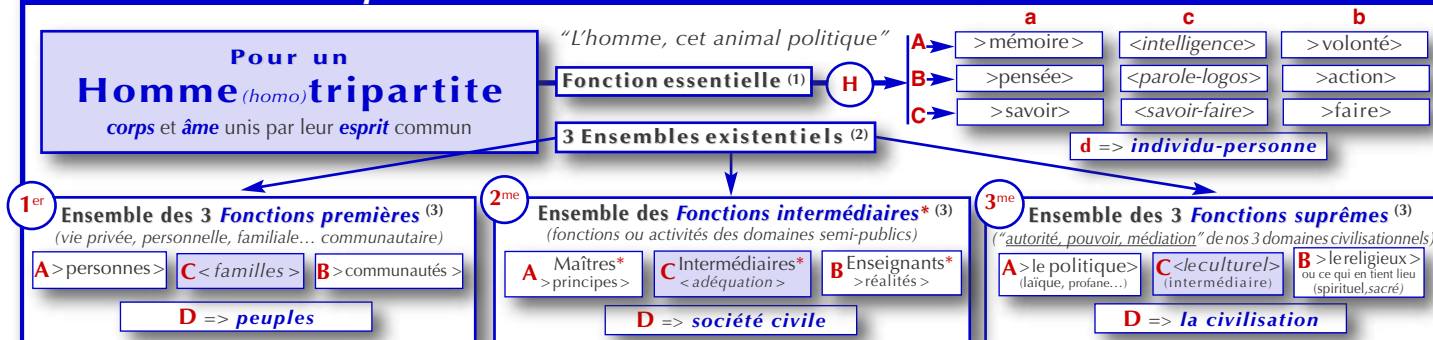 a c b
“L'homme, cet animal politique”
Pour un
Homme (homo) tripartite
corps et âme unis par leur esprit commun
Fonction essentielle (1)
H
A >mémoire> <intelligence> >volonté>
B >pensée> <parole-logos> >action>
C >savoir> <savoir-faire> >faire>
d => individu-personne
3 Ensembles existentiels (2)
1er
Ensemble des 3 Fonctions premières (3)
(vie privée, personnelle, familiale… communautaire)
A >personnes> C < familles > B >communautés >
D => peuples
2me
Ensemble des Fonctions intermédiaires* (3)
(fonctions ou activités des domaines semi-publics)
A Maîtres*
>principes>
C Intermédiaires*
< adéquation >
B Enseignants*
>réalités>
D => société civile
3me
Ensemble des 3 Fonctions suprêmes (3)
(“autorité, pouvoir, médiation” de nos 3 domaines civilisationnels)
A >le politique>
(laïque, profane…)
C <le culturel>
(intermédiaire)
B >le religieux >
ou ce qui en tient lieu
(spirituel, sacré)
D => la civilisation